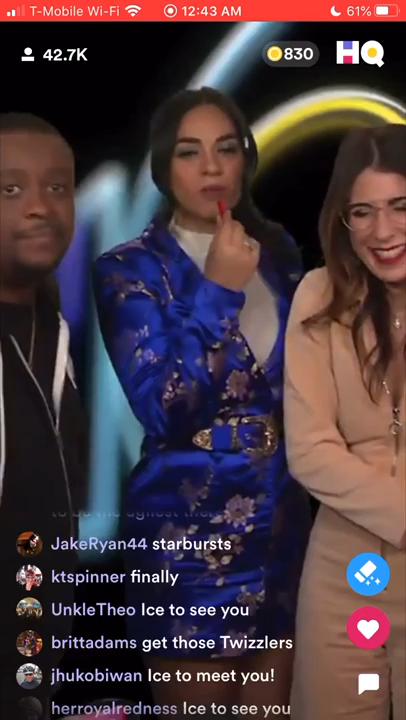 T-Mobile Wi-Fi 12:43 AM 61%
42.7K 830 HQ
JakeRyan44 starbursts
ktspinner finally
UnkleTheo Ice to see you
brittadams get those Twizzlers
jhukobiwan Ice to meet you!
herroyalredness Ice to see you